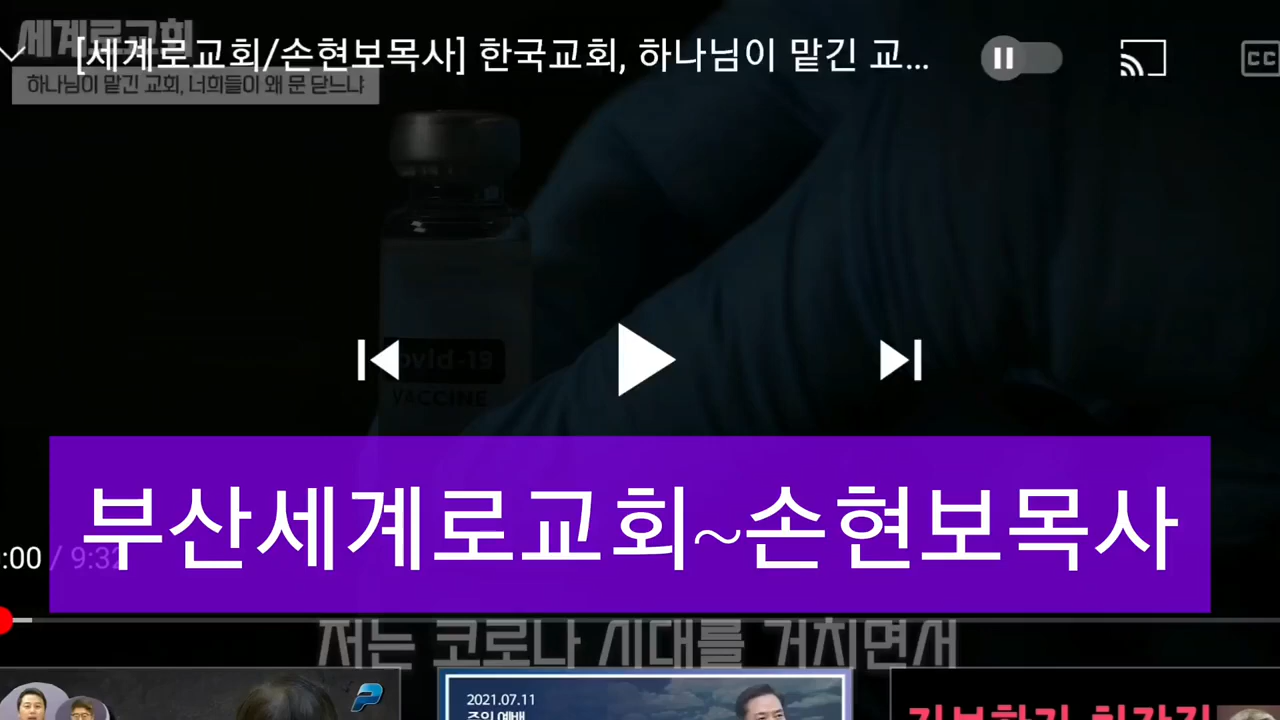 세계로교회
[세계로교회/손현보목사] 한국교회, 하나님이 맡긴 교...
하나님이 맡긴 교회, 너희들이 왜 문 닫느냐
CC
ovid-19
VACCINE
부산세계로교회~손현보목사
:00 / 9:32
저는 코로나 시대를 거치면서
2021.07.11
주일 예배